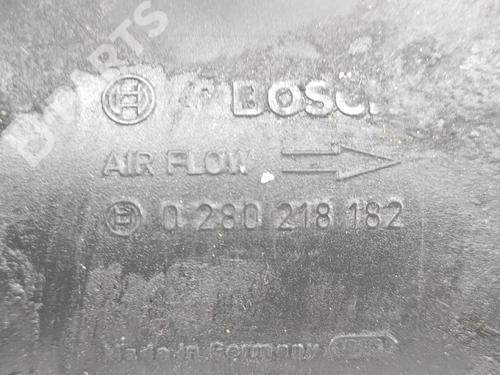 BOSCH
AIR FLOW
0 280 218 182
Made in Germany